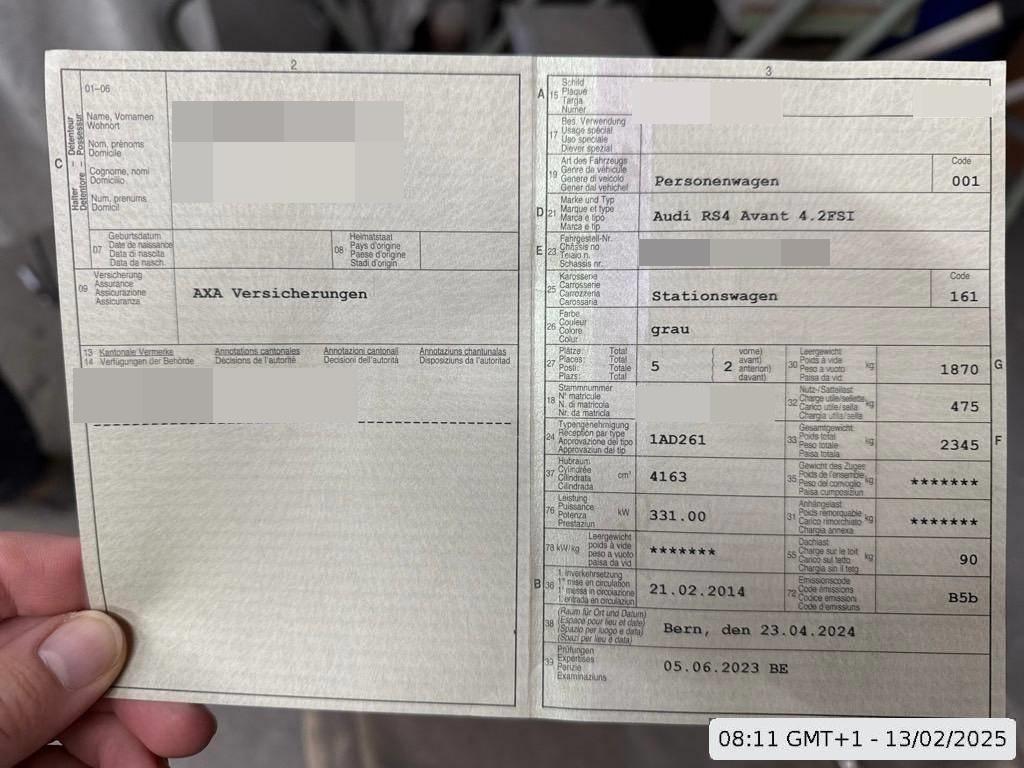 2
01–06
Name, Vornamen
Wohnort
Nom, prénoms
Domicile
Cognome, nomi
Domicilio
Num, prenums
Domicil
C
Halter – Détenteur
Detentore – Possessur
07
Geburtsdatum
Date de naissance
Data di nascita
Data da nasch.
08
Heimatstaat
Pays d'origine
Paese d'origine
Stadi d'origin
09
Versicherung
Assurance
Assicurazione
Assicuranza
AXA Versicherungen
13 Kantonale Vermerke Annotations cantonales Annotazioni cantonali Annotaziuns chantunalas
14 Verfügungen der Behörde Décisions de l'autorité Decisioni dell'autorità Disposiziuns da l'autoritad
3
A 15
Schild
Plaque
Targa
Numer
17
Bes. Verwendung
Usage spécial
Uso speciale
Diever spezial
19
Art des Fahrzeugs
Genre de véhicule
Genere di veicolo
Gener dal vehichel
Personenwagen
Code
001
D 21
Marke und Typ
Marque et type
Marca e tipo
Marca e tip
Audi RS4 Avant 4.2FSI
E 23
Fahrgestell-Nr.
Châssis no
Telaio n.
Schassis nr.
25
Karosserie
Carrosserie
Carrozzeria
Carossaria
Stationswagen
Code
161
26
Farbe
Couleur
Colore
Colur
grau
27
Plätze: Total
Places: Total
Posti: Totale
Plazs: Total
5
2
vorne)
avant)
anteriori)
davant)
30
Leergewicht
Poids à vide
Peso a vuoto
Paisa da vid
kg
1870
G
18
Stammnummer
N° matricule
N. di matricola
Nr. da matricla
32
Nutz-/Sattellast
Charge utile/sellette
Carico utile/sella
Chargia utila/sella
kg
475
24
Typengenehmigung
Réception par type
Approvazione del tipo
Approvaziun dal tip
1AD261
33
Gesamtgewicht
Poids total
Peso totale
Paisa totala
kg
2345
F
37
Hubraum
Cylindrée
Cilindrata
Cilindrada
cm³
4163
35
Gewicht des Zuges
Poids de l'ensemble
Peso del convoglio
Paisa cumposiziun
kg
*******
76
Leistung
Puissance
Potenza
Prestaziun
kW
331.00
31
Anhängelast
Poids remorquable
Carico rimorchiato
Chargia annexa
kg
*******
78 kW/kg
Leergewicht
poids à vide
peso a vuoto
paisa da vid
*******
55
Dachlast
Charge sur le toit
Carico sul tetto
Chargia sin il tetg
kg
90
B 36
1. Inverkehrsetzung
1re mise en circulation
1a messa in circolazione
1. entrada en circulaziun
21.02.2014
72
Emissionscode
Code émissions
Codice emissioni
Code d'emissiuns
B5b
38
(Raum für Ort und Datum)
(Espace pour lieu et date)
(Spazio per luogo e data)
(Spazi per lieu e data)
Bern, den 23.04.2024
39
Prüfungen
Expertises
Perizie
Examinaziuns
05.06.2023 BE
08:11 GMT+1 - 13/02/2025